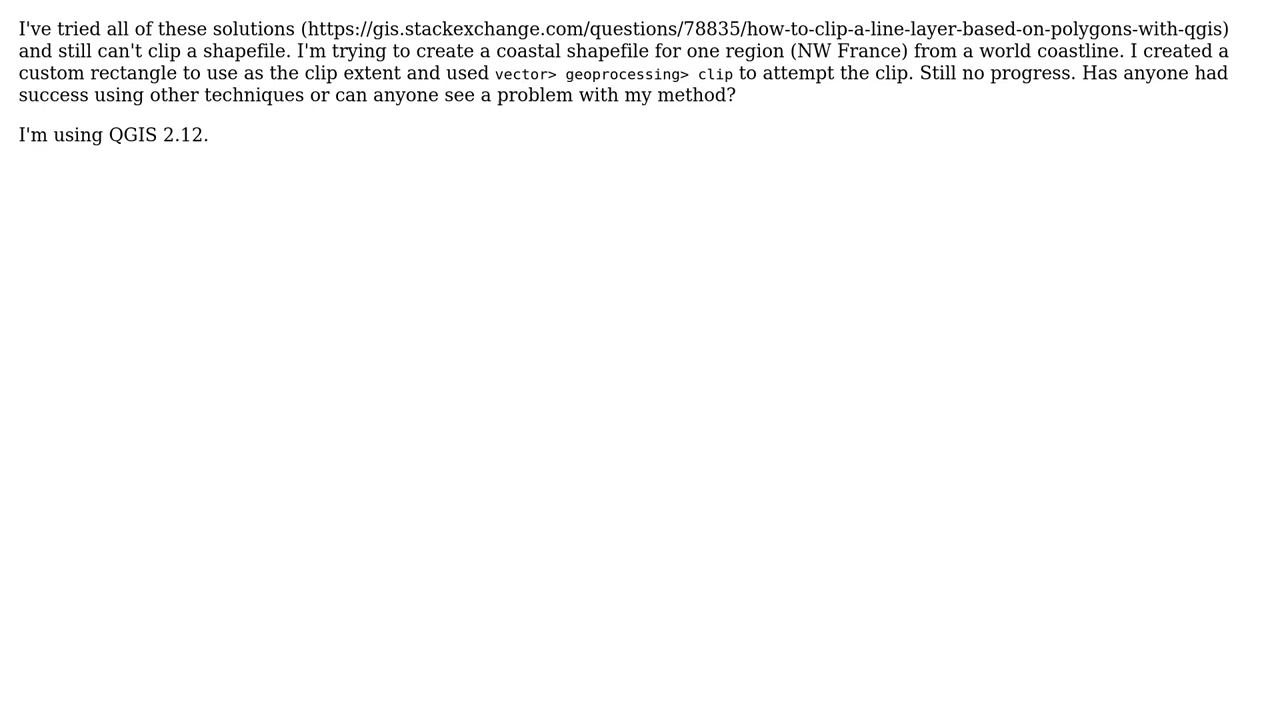 I've tried all of these solutions (https://gis.stackexchange.com/questions/78835/how-to-clip-a-line-layer-based-on-polygons-with-qgis)
and still can't clip a shapefile. I'm trying to create a coastal shapefile for one region (NW France) from a world coastline. I created a
custom rectangle to use as the clip extent and used vector> geoprocessing> clip to attempt the clip. Still no progress. Has anyone had
success using other techniques or can anyone see a problem with my method?
I'm using QGIS 2.12.